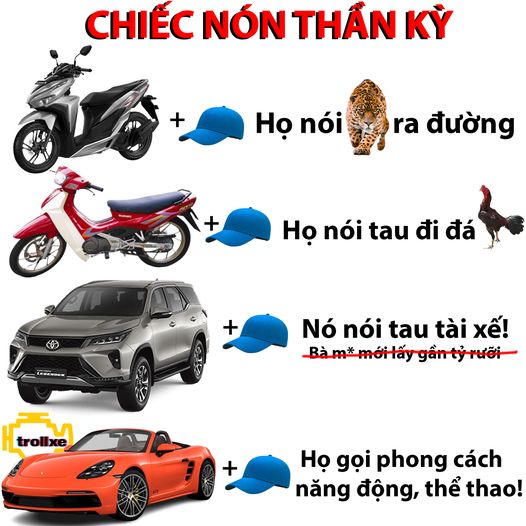 CHIẾC NÓN THẦN KỲ
+ Họ nói ra đường
+ Họ nói tau đi đá
+ Nó nói tau tài xế!
Bà m* mới lấy gần tỷ rưỡi
LEGENDER
trollxe
+ Họ gọi phong cách
năng động, thể thao!